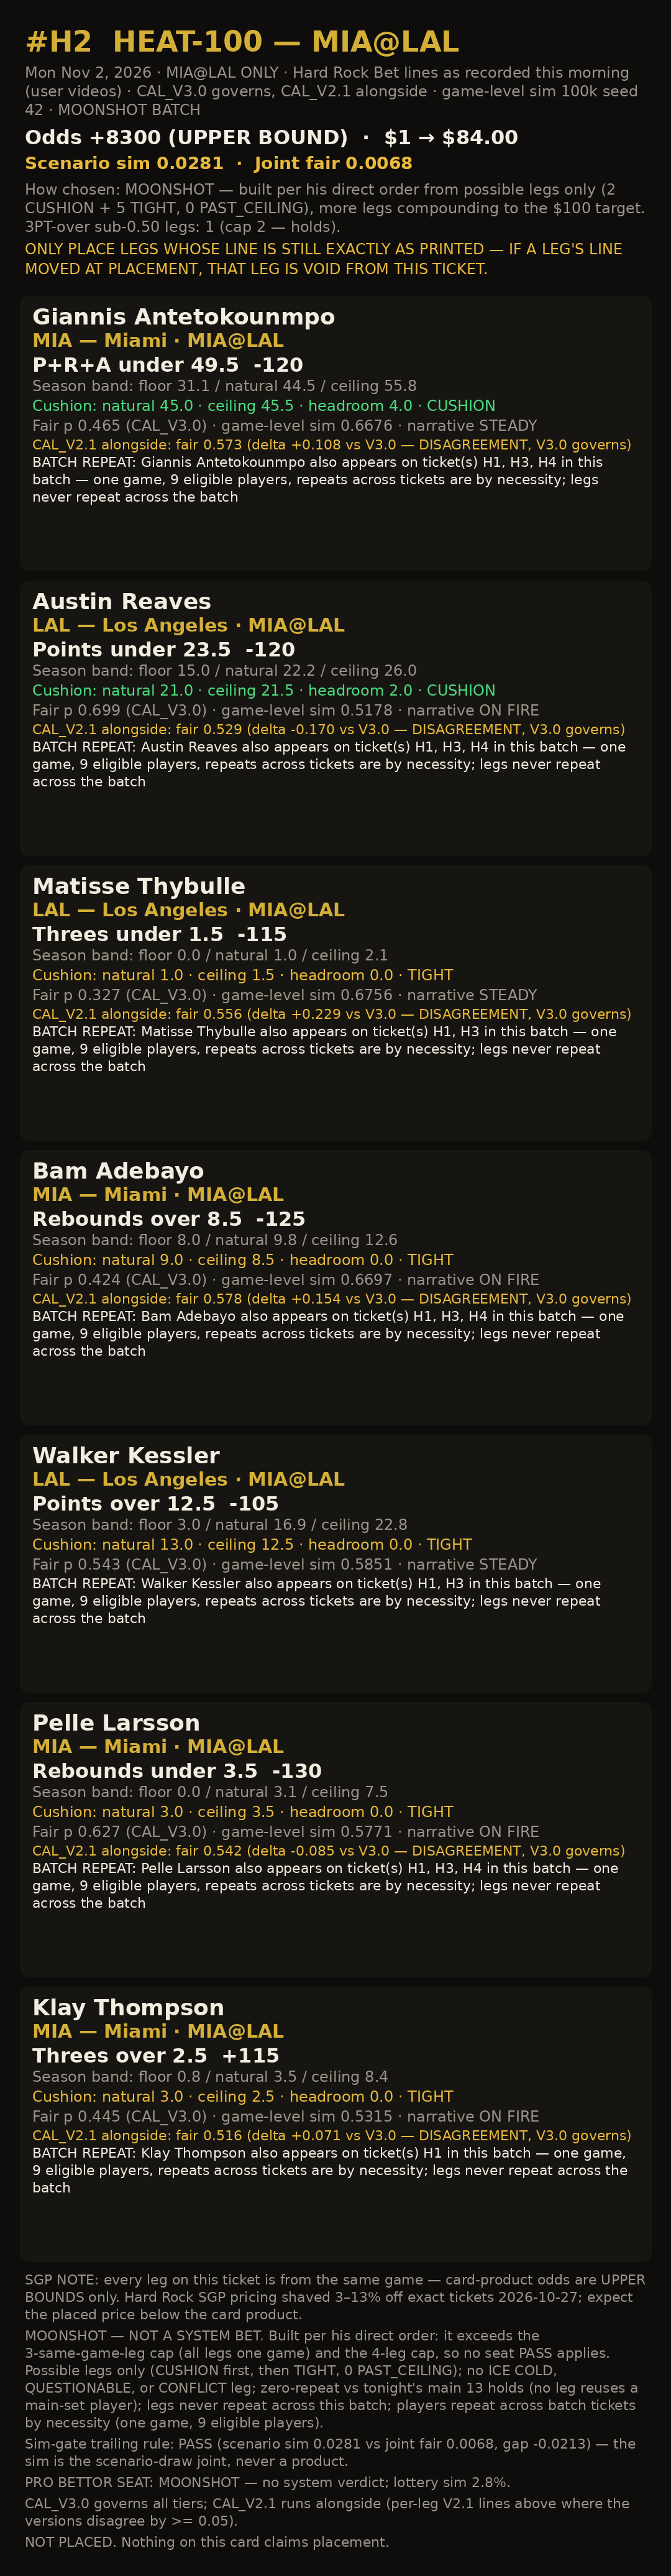 #H2  HEAT-100 — MIA@LAL
Mon Nov 2, 2026 · MIA@LAL ONLY · Hard Rock Bet lines as recorded this morning
(user videos) · CAL_V3.0 governs, CAL_V2.1 alongside · game-level sim 100k seed
42 · MOONSHOT BATCH
Odds +8300 (UPPER BOUND)  ·  $1 → $84.00
Scenario sim 0.0281  ·  Joint fair 0.0068
How chosen: MOONSHOT — built per his direct order from possible legs only (2
CUSHION + 5 TIGHT, 0 PAST_CEILING), more legs compounding to the $100 target.
3PT-over sub-0.50 legs: 1 (cap 2 — holds).
ONLY PLACE LEGS WHOSE LINE IS STILL EXACTLY AS PRINTED — IF A LEG'S LINE
MOVED AT PLACEMENT, THAT LEG IS VOID FROM THIS TICKET.
Giannis Antetokounmpo
MIA — Miami · MIA@LAL
P+R+A under 49.5  -120
Season band: floor 31.1 / natural 44.5 / ceiling 55.8
Cushion: natural 45.0 · ceiling 45.5 · headroom 4.0 · CUSHION
Fair p 0.465 (CAL_V3.0) · game-level sim 0.6676 · narrative STEADY
CAL_V2.1 alongside: fair 0.573 (delta +0.108 vs V3.0 — DISAGREEMENT, V3.0 governs)
BATCH REPEAT: Giannis Antetokounmpo also appears on ticket(s) H1, H3, H4 in this
batch — one game, 9 eligible players, repeats across tickets are by necessity; legs
never repeat across the batch
Austin Reaves
LAL — Los Angeles · MIA@LAL
Points under 23.5  -120
Season band: floor 15.0 / natural 22.2 / ceiling 26.0
Cushion: natural 21.0 · ceiling 21.5 · headroom 2.0 · CUSHION
Fair p 0.699 (CAL_V3.0) · game-level sim 0.5178 · narrative ON FIRE
CAL_V2.1 alongside: fair 0.529 (delta -0.170 vs V3.0 — DISAGREEMENT, V3.0 governs)
BATCH REPEAT: Austin Reaves also appears on ticket(s) H1, H3, H4 in this batch — one
game, 9 eligible players, repeats across tickets are by necessity; legs never repeat
across the batch
Matisse Thybulle
LAL — Los Angeles · MIA@LAL
Threes under 1.5  -115
Season band: floor 0.0 / natural 1.0 / ceiling 2.1
Cushion: natural 1.0 · ceiling 1.5 · headroom 0.0 · TIGHT
Fair p 0.327 (CAL_V3.0) · game-level sim 0.6756 · narrative STEADY
CAL_V2.1 alongside: fair 0.556 (delta +0.229 vs V3.0 — DISAGREEMENT, V3.0 governs)
BATCH REPEAT: Matisse Thybulle also appears on ticket(s) H1, H3 in this batch — one
game, 9 eligible players, repeats across tickets are by necessity; legs never repeat
across the batch
Bam Adebayo
MIA — Miami · MIA@LAL
Rebounds over 8.5  -125
Season band: floor 8.0 / natural 9.8 / ceiling 12.6
Cushion: natural 9.0 · ceiling 8.5 · headroom 0.0 · TIGHT
Fair p 0.424 (CAL_V3.0) · game-level sim 0.6697 · narrative ON FIRE
CAL_V2.1 alongside: fair 0.578 (delta +0.154 vs V3.0 — DISAGREEMENT, V3.0 governs)
BATCH REPEAT: Bam Adebayo also appears on ticket(s) H1, H3, H4 in this batch — one
game, 9 eligible players, repeats across tickets are by necessity; legs never repeat
across the batch
Walker Kessler
LAL — Los Angeles · MIA@LAL
Points over 12.5  -105
Season band: floor 3.0 / natural 16.9 / ceiling 22.8
Cushion: natural 13.0 · ceiling 12.5 · headroom 0.0 · TIGHT
Fair p 0.543 (CAL_V3.0) · game-level sim 0.5851 · narrative STEADY
BATCH REPEAT: Walker Kessler also appears on ticket(s) H1, H3 in this batch — one
game, 9 eligible players, repeats across tickets are by necessity; legs never repeat
across the batch
Pelle Larsson
MIA — Miami · MIA@LAL
Rebounds under 3.5  -130
Season band: floor 0.0 / natural 3.1 / ceiling 7.5
Cushion: natural 3.0 · ceiling 3.5 · headroom 0.0 · TIGHT
Fair p 0.627 (CAL_V3.0) · game-level sim 0.5771 · narrative ON FIRE
CAL_V2.1 alongside: fair 0.542 (delta -0.085 vs V3.0 — DISAGREEMENT, V3.0 governs)
BATCH REPEAT: Pelle Larsson also appears on ticket(s) H1, H3, H4 in this batch — one
game, 9 eligible players, repeats across tickets are by necessity; legs never repeat
across the batch
Klay Thompson
MIA — Miami · MIA@LAL
Threes over 2.5  +115
Season band: floor 0.8 / natural 3.5 / ceiling 8.4
Cushion: natural 3.0 · ceiling 2.5 · headroom 0.0 · TIGHT
Fair p 0.445 (CAL_V3.0) · game-level sim 0.5315 · narrative ON FIRE
CAL_V2.1 alongside: fair 0.516 (delta +0.071 vs V3.0 — DISAGREEMENT, V3.0 governs)
BATCH REPEAT: Klay Thompson also appears on ticket(s) H1 in this batch — one game,
9 eligible players, repeats across tickets are by necessity; legs never repeat across the
batch
SGP NOTE: every leg on this ticket is from the same game — card-product odds are UPPER
BOUNDS only. Hard Rock SGP pricing shaved 3–13% off exact tickets 2026-10-27; expect
the placed price below the card product.
MOONSHOT — NOT A SYSTEM BET. Built per his direct order: it exceeds the
3-same-game-leg cap (all legs one game) and the 4-leg cap, so no seat PASS applies.
Possible legs only (CUSHION first, then TIGHT, 0 PAST_CEILING); no ICE COLD,
QUESTIONABLE, or CONFLICT leg; zero-repeat vs tonight's main 13 holds (no leg reuses a
main-set player); legs never repeat across this batch; players repeat across batch tickets
by necessity (one game, 9 eligible players).
Sim-gate trailing rule: PASS (scenario sim 0.0281 vs joint fair 0.0068, gap -0.0213) — the
sim is the scenario-draw joint, never a product.
PRO BETTOR SEAT: MOONSHOT — no system verdict; lottery sim 2.8%.
CAL_V3.0 governs all tiers; CAL_V2.1 runs alongside (per-leg V2.1 lines above where the
versions disagree by >= 0.05).
NOT PLACED. Nothing on this card claims placement.